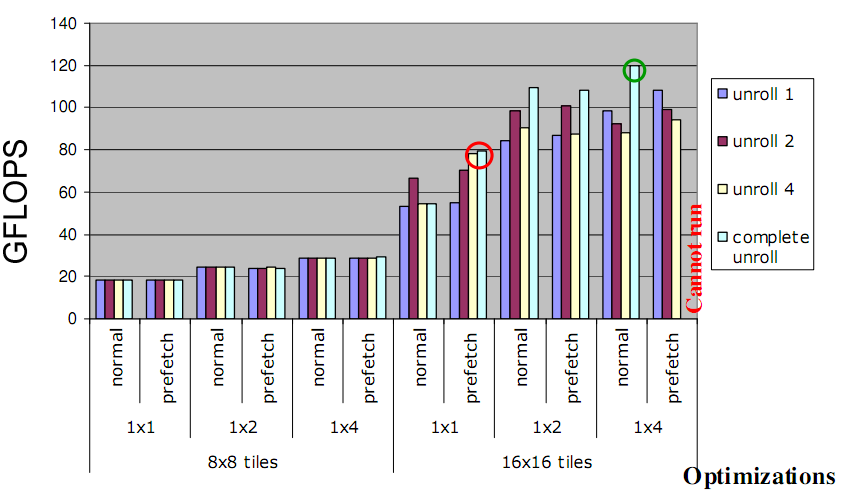 140
120
100
80
60
40
20
0
GFLOPS
unroll 1
unroll 2
unroll 4
complete
unroll
Cannot run
normal prefetch normal prefetch normal prefetch normal prefetch normal prefetch normal prefetch
1x1 1x2 1x4 1x1 1x2 1x4
8x8 tiles 16x16 tiles
Optimizations